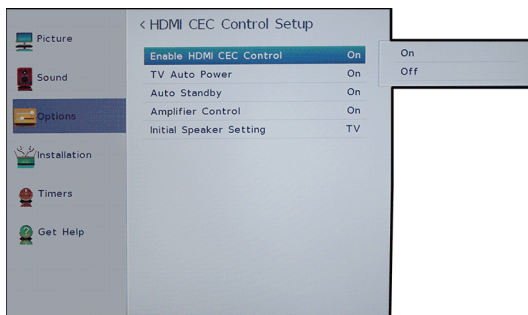 Picture
Sound
Options
Installation
Timers
Get Help
< HDMI CEC Control Setup
Enable HDMI CEC Control On
TV Auto Power On
Auto Standby On
Amplifier Control On
Initial Speaker Setting TV
On
Off